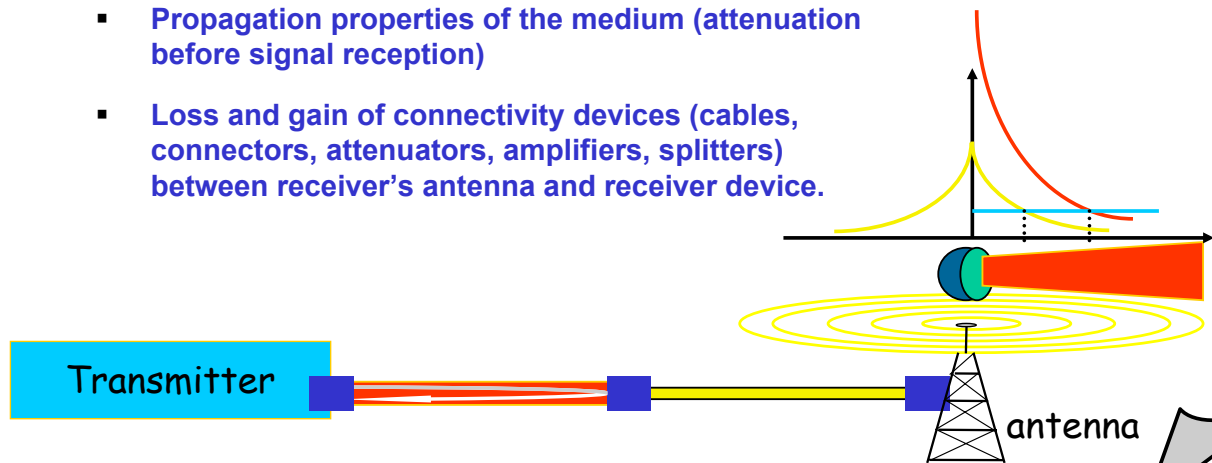 ▪ Propagation properties of the medium (attenuation
before signal reception)
▪ Loss and gain of connectivity devices (cables,
connectors, attenuators, amplifiers, splitters)
between receiver’s antenna and receiver device.
Transmitter
antenna